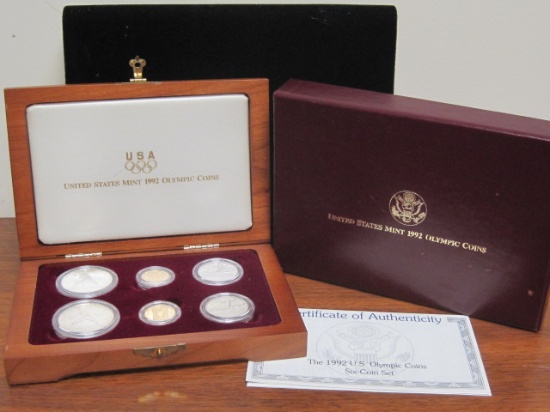 USA
UNITED STATES MINT 1992 OLYMPIC COINS
UNITED STATES MINT 1992 OLYMPIC COINS
Certificate of Authenticity
The 1992 U.S. Olympic Coins
Six-Coin Set